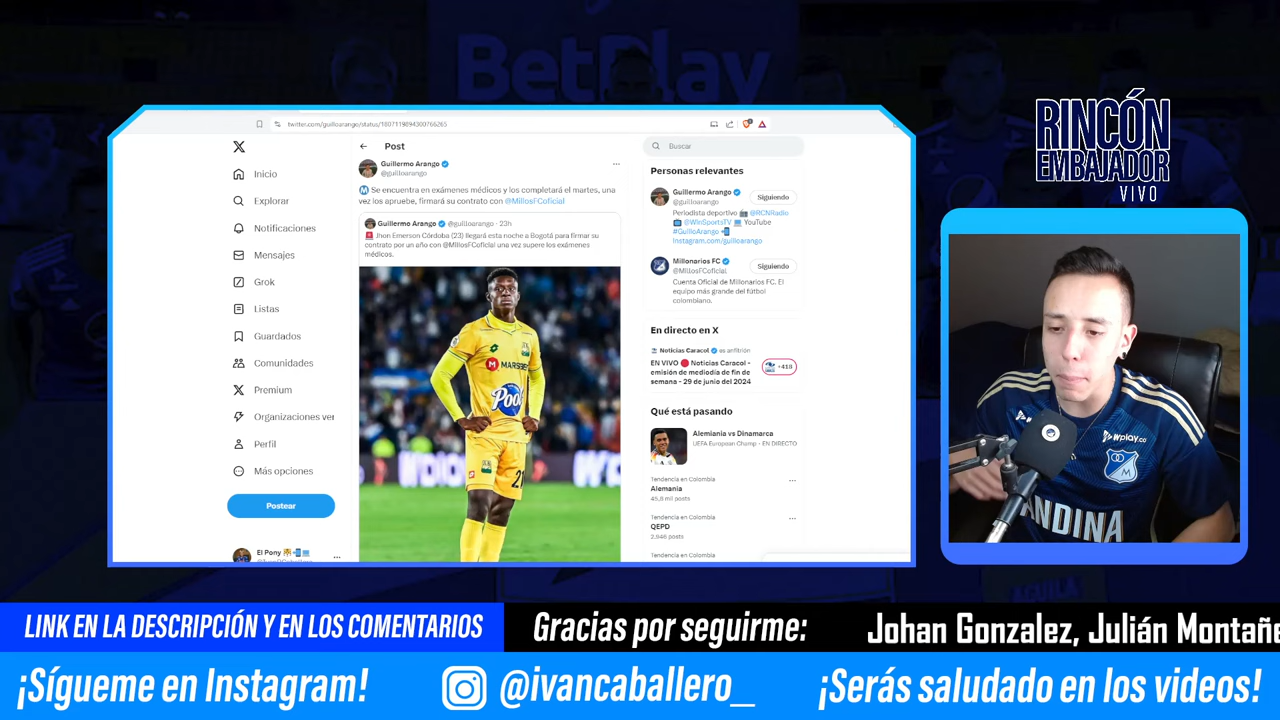 BetPlay
twitter.com/guilloarango/status/1807119894300766265
RINCÓN
EMBAJADOR
VIVO
Inicio
Explorar
Notificaciones
Mensajes
Grok
Listas
Guardados
Comunidades
Premium
Organizaciones ver
Perfil
Más opciones
Postear
El Pony
Post
Guillermo Arango
@guilloarango
Se encuentra en exámenes médicos y los completará el martes, una
vez los apruebe, firmará su contrato con @MillosFCoficial
Guillermo Arango @guilloarango · 23h
Jhon Emerson Córdoba (23) llegará esta noche a Bogotá para firmar su
contrato por un año con @MillosFCoficial una vez supere los exámenes
médicos.
Pool
21
Buscar
Personas relevantes
Guillermo Arango
@guilloarango
Siguiendo
Periodista deportivo @RCNRadio
@WinSportsTV YouTube
#GuilloArango
Instagram.com/guilloarango
Millonarios FC
@MillosFCoficial
Siguiendo
Cuenta Oficial de Millonarios FC. El
equipo más grande del fútbol
colombiano.
En directo en X
Noticias Caracol es anfitrión
EN VIVO Noticias Caracol -
emisión de mediodía de fin de
semana - 29 de junio del 2024
+418
Qué está pasando
Alemiania vs Dinamarca
UEFA European Champ · EN DIRECTO
Tendencia en Colombia
Alemania
45,8 mil posts
Tendencia en Colombia
QEPD
2,946 posts
Tendencia en Colombia
wplay.co
ANDINA
AGUILA
LINK EN LA DESCRIPCIÓN Y EN LOS COMENTARIOS
Gracias por seguirme:
Johan Gonzalez, Julián Montañe
¡Sígueme en Instagram!
@ivancaballero_
¡Serás saludado en los videos!